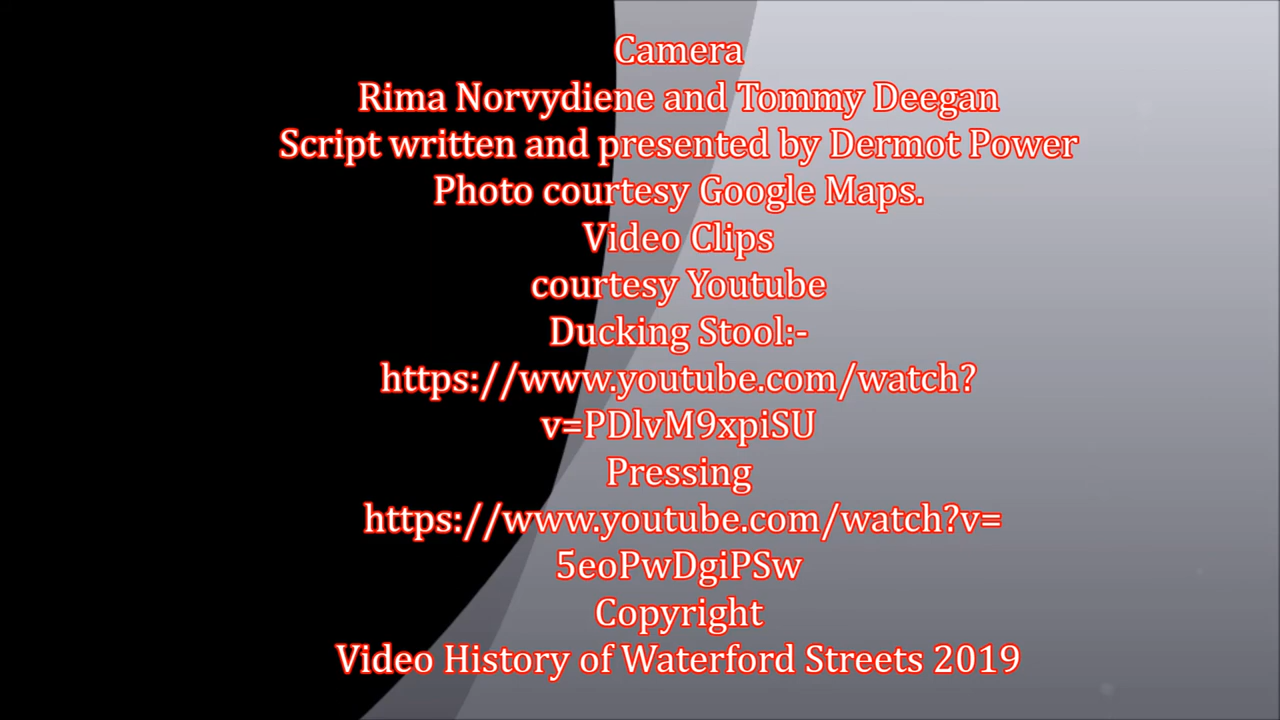 Camera
Rima Norvydiene and Tommy Deegan
Script written and presented by Dermot Power
Photo courtesy Google Maps.
Video Clips
courtesy Youtube
Ducking Stool:-
https://www.youtube.com/watch?
v=PDlvM9xpiSU
Pressing
https://www.youtube.com/watch?v=
5eoPwDgiPSw
Copyright
Video History of Waterford Streets 2019